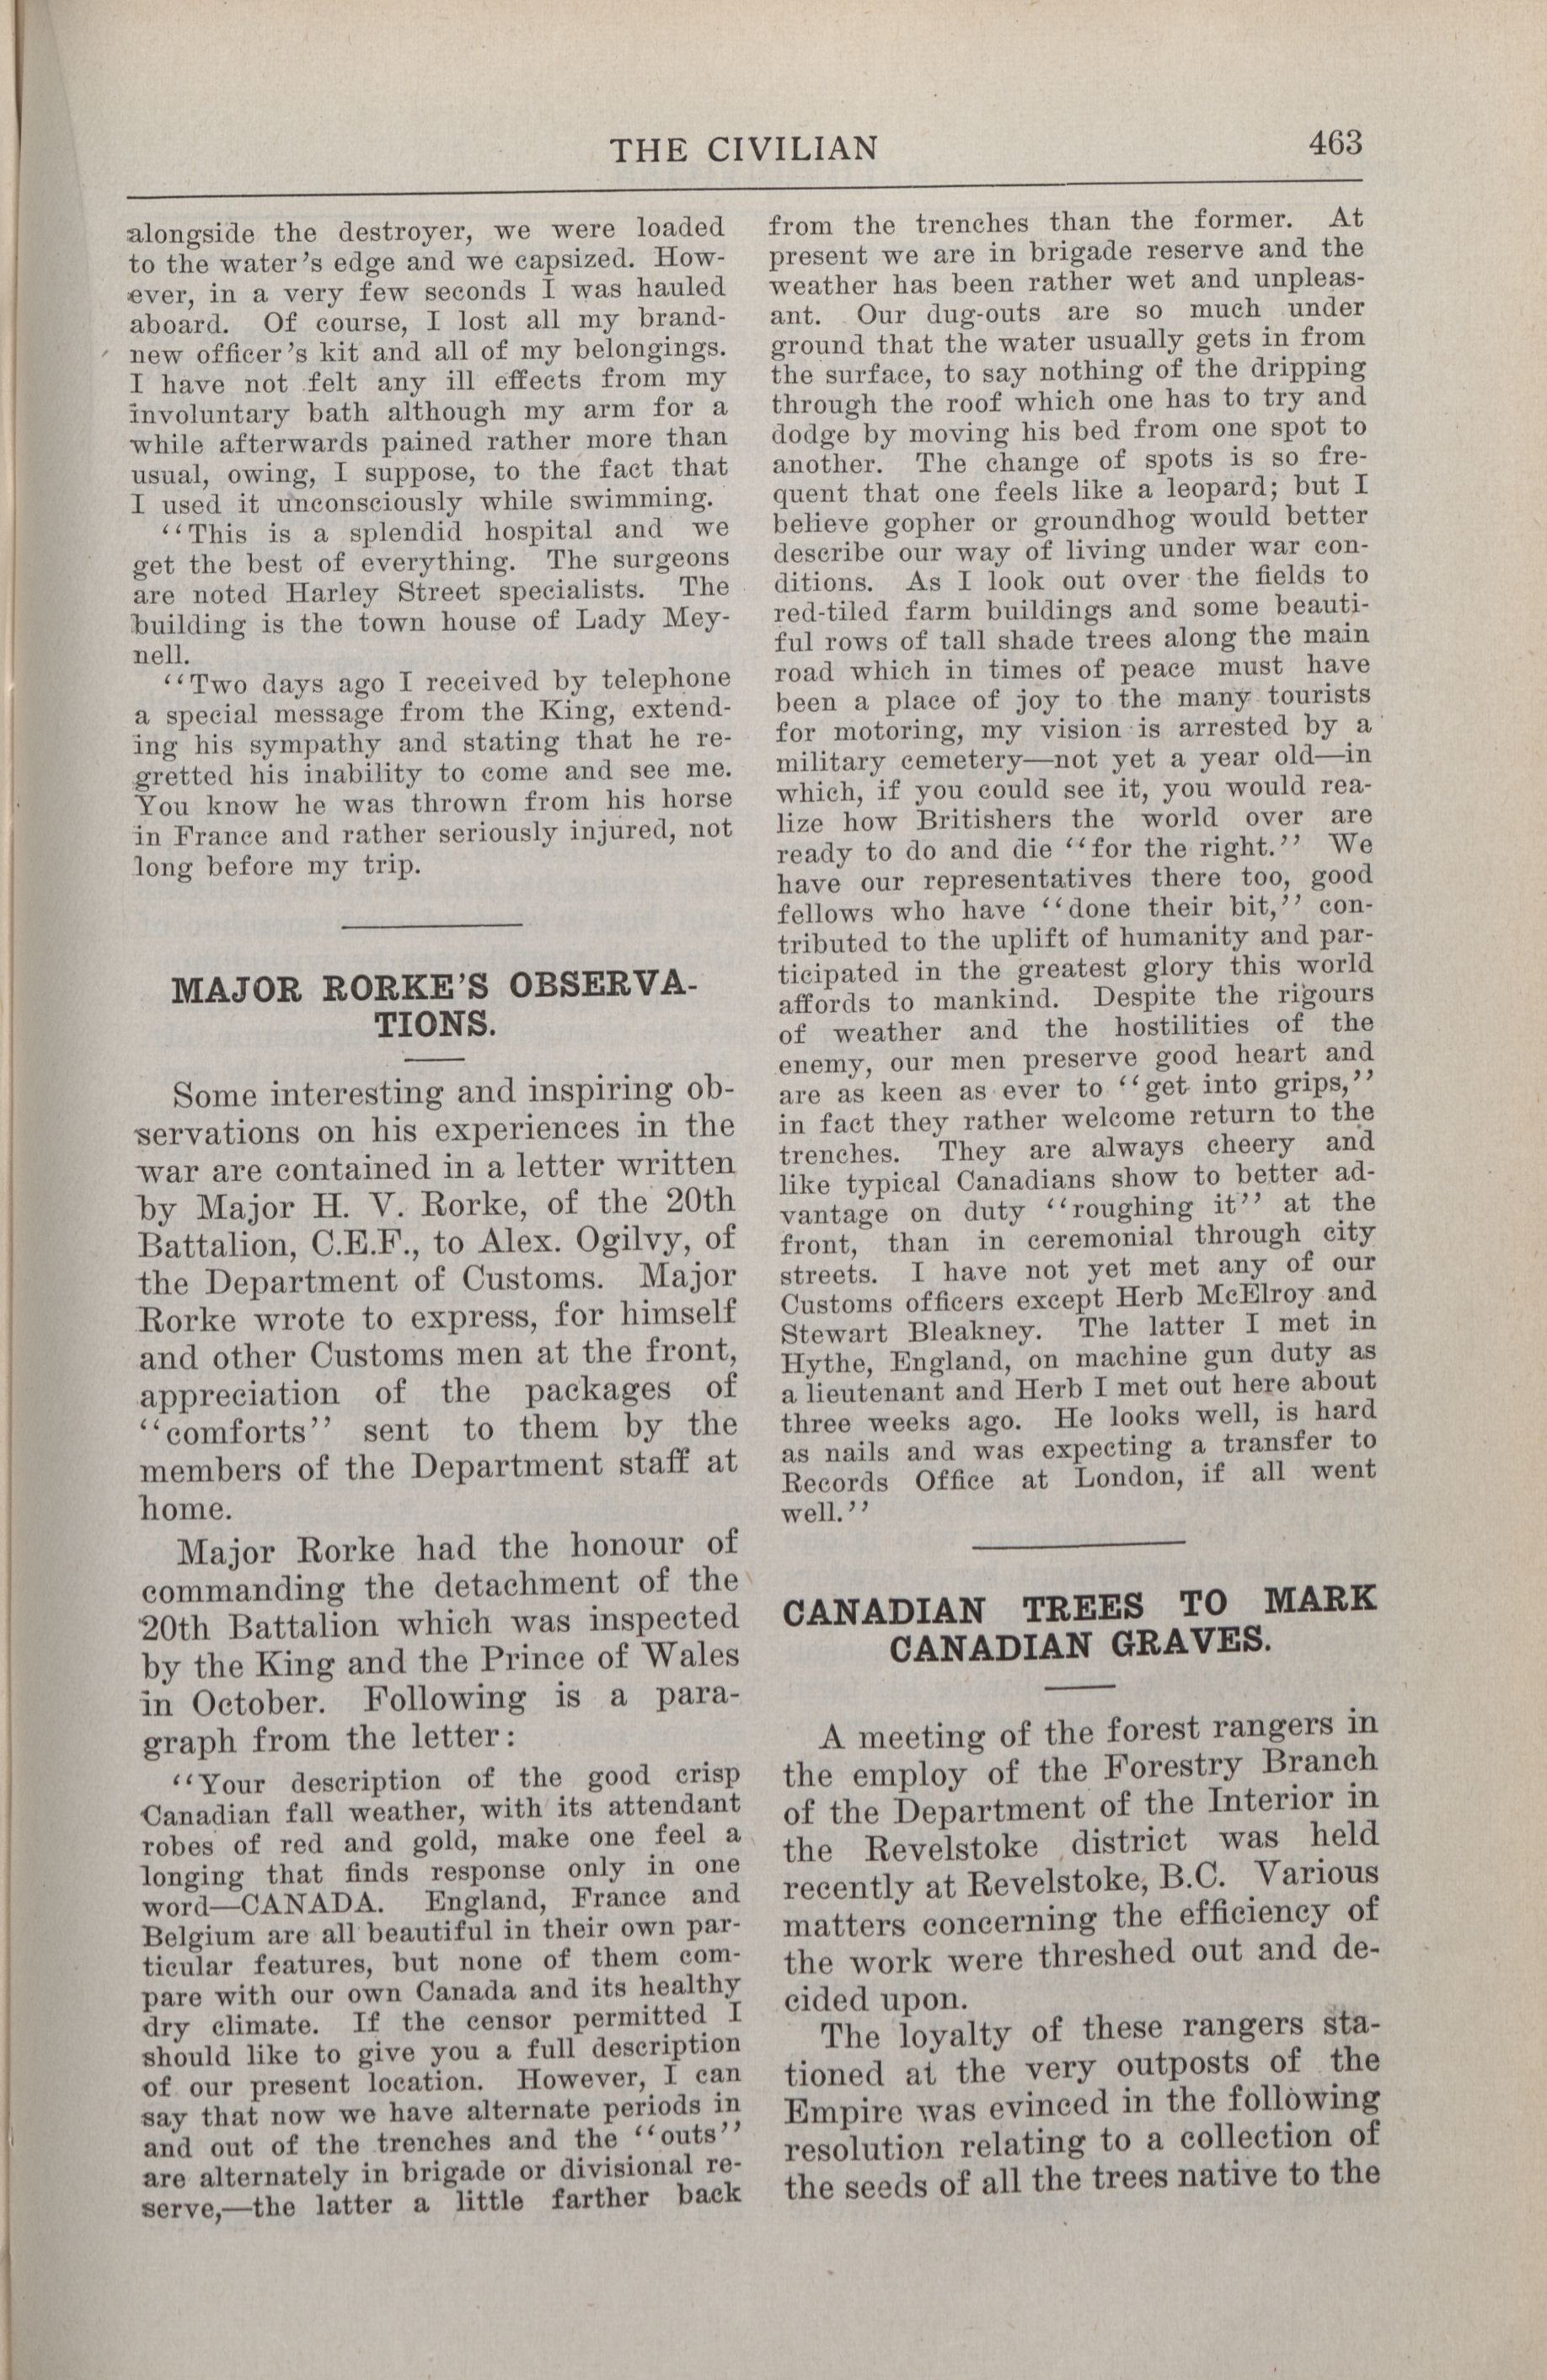 THE CIVILIAN
463
alongside the destroyer, we were loaded
to the water's edge and we capsized. How-
ever, in a very few seconds I was hauled
aboard. Of course, I lost all my brand-
new officer's kit and all of my belongings.
I have not felt any ill effects from my
involuntary bath although my arm for a
while afterwards pained rather more than
usual, owing, I suppose, to the fact that
I used it unconsciously while swimming.
"This is a splendid hospital and we
get the best of everything. The surgeons
are noted Harley Street specialists. The
building is the town house of Lady Mey-
nell.
"Two days ago I received by telephone
a special message from the King, extend-
ing his sympathy and stating that he re-
gretted his inability to come and see me.
You know he was thrown from his horse
in France and rather seriously injured, not
long before my trip.
MAJOR RORKE'S OBSERVA-
TIONS.
Some interesting and inspiring ob-
servations on his experiences in the
war are contained in a letter written
by Major H. V. Rorke, of the 20th
Battalion, C.E.F., to Alex. Ogilvy, of
the Department of Customs. Major
Rorke wrote to express, for himself
and other Customs men at the front,
appreciation of the packages of
"comforts" sent to them by the
members of the Department staff at
home.
Major Rorke had the honour of
commanding the detachment of the
20th Battalion which was inspected
by the King and the Prince of Wales
in October. Following is a para-
graph from the letter:
"Your description of the good crisp
Canadian fall weather, with its attendant
robes of red and gold, make one feel a
longing that finds response only in one
word—CANADA. England, France and
Belgium are all beautiful in their own par-
ticular features, but none of them com-
pare with our own Canada and its healthy
dry climate. If the censor permitted I
should like to give you a full description
of our present location. However, I can
say that now we have alternate periods in
and out of the trenches and the "outs"
are alternately in brigade or divisional re-
serve,—the latter a little farther back
from the trenches than the former. At
present we are in brigade reserve and the
weather has been rather wet and unpleas-
ant. Our dug-outs are so much under
ground that the water usually gets in from
the surface, to say nothing of the dripping
through the roof which one has to try and
dodge by moving his bed from one spot to
another. The change of spots is so fre-
quent that one feels like a leopard; but I
believe gopher or groundhog would better
describe our way of living under war con-
ditions. As I look out over the fields to
red-tiled farm buildings and some beauti-
ful rows of tall shade trees along the main
road which in times of peace must have
been a place of joy to the many tourists
for motoring, my vision is arrested by a
military cemetery—not yet a year old—in
which, if you could see it, you would rea-
lize how Britishers the world over are
ready to do and die "for the right." We
have our representatives there too, good
fellows who have "done their bit," con-
tributed to the uplift of humanity and par-
ticipated in the greatest glory this world
affords to mankind. Despite the rigours
of weather and the hostilities of the
enemy, our men preserve good heart and
are as keen as ever to "get into grips,"
in fact they rather welcome return to the
trenches. They are always cheery and
like typical Canadians show to better ad-
vantage on duty "roughing it" at the
front, than in ceremonial through city
streets. I have not yet met any of our
Customs officers except Herb McElroy and
Stewart Bleakney. The latter I met in
Hythe, England, on machine gun duty as
a lieutenant and Herb I met out here about
three weeks ago. He looks well, is hard
as nails and was expecting a transfer to
Records Office at London, if all went
well."
CANADIAN TREES TO MARK
CANADIAN GRAVES.
A meeting of the forest rangers in
the employ of the Forestry Branch
of the Department of the Interior in
the Revelstoke district was held
recently at Revelstoke, B.C. Various
matters concerning the efficiency of
the work were threshed out and de-
cided upon.
The loyalty of these rangers sta-
tioned at the very outposts of the
Empire was evinced in the following
resolution relating to a collection of
the seeds of all the trees native to the